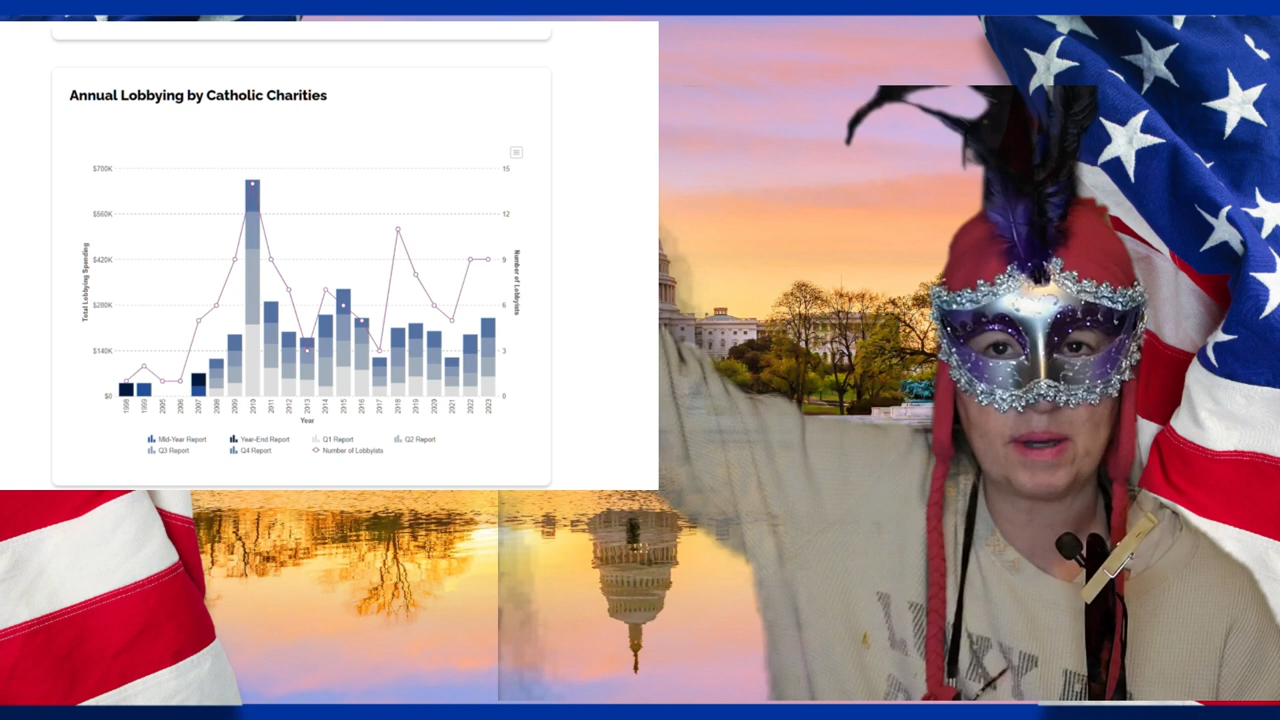 Annual Lobbying by Catholic Charities
$700K
$560K
$420K
$280K
$140K
$0
Total Lobbying Spending
15
12
9
6
3
0
Number of Lobbyists
1998 1999 2005 2006 2007 2008 2009 2010 2011 2012 2013 2014 2015 2016 2017 2018 2019 2020 2021 2022 2023
Year
Mid-Year Report Year-End Report Q1 Report Q2 Report
Q3 Report Q4 Report Number of Lobbyists